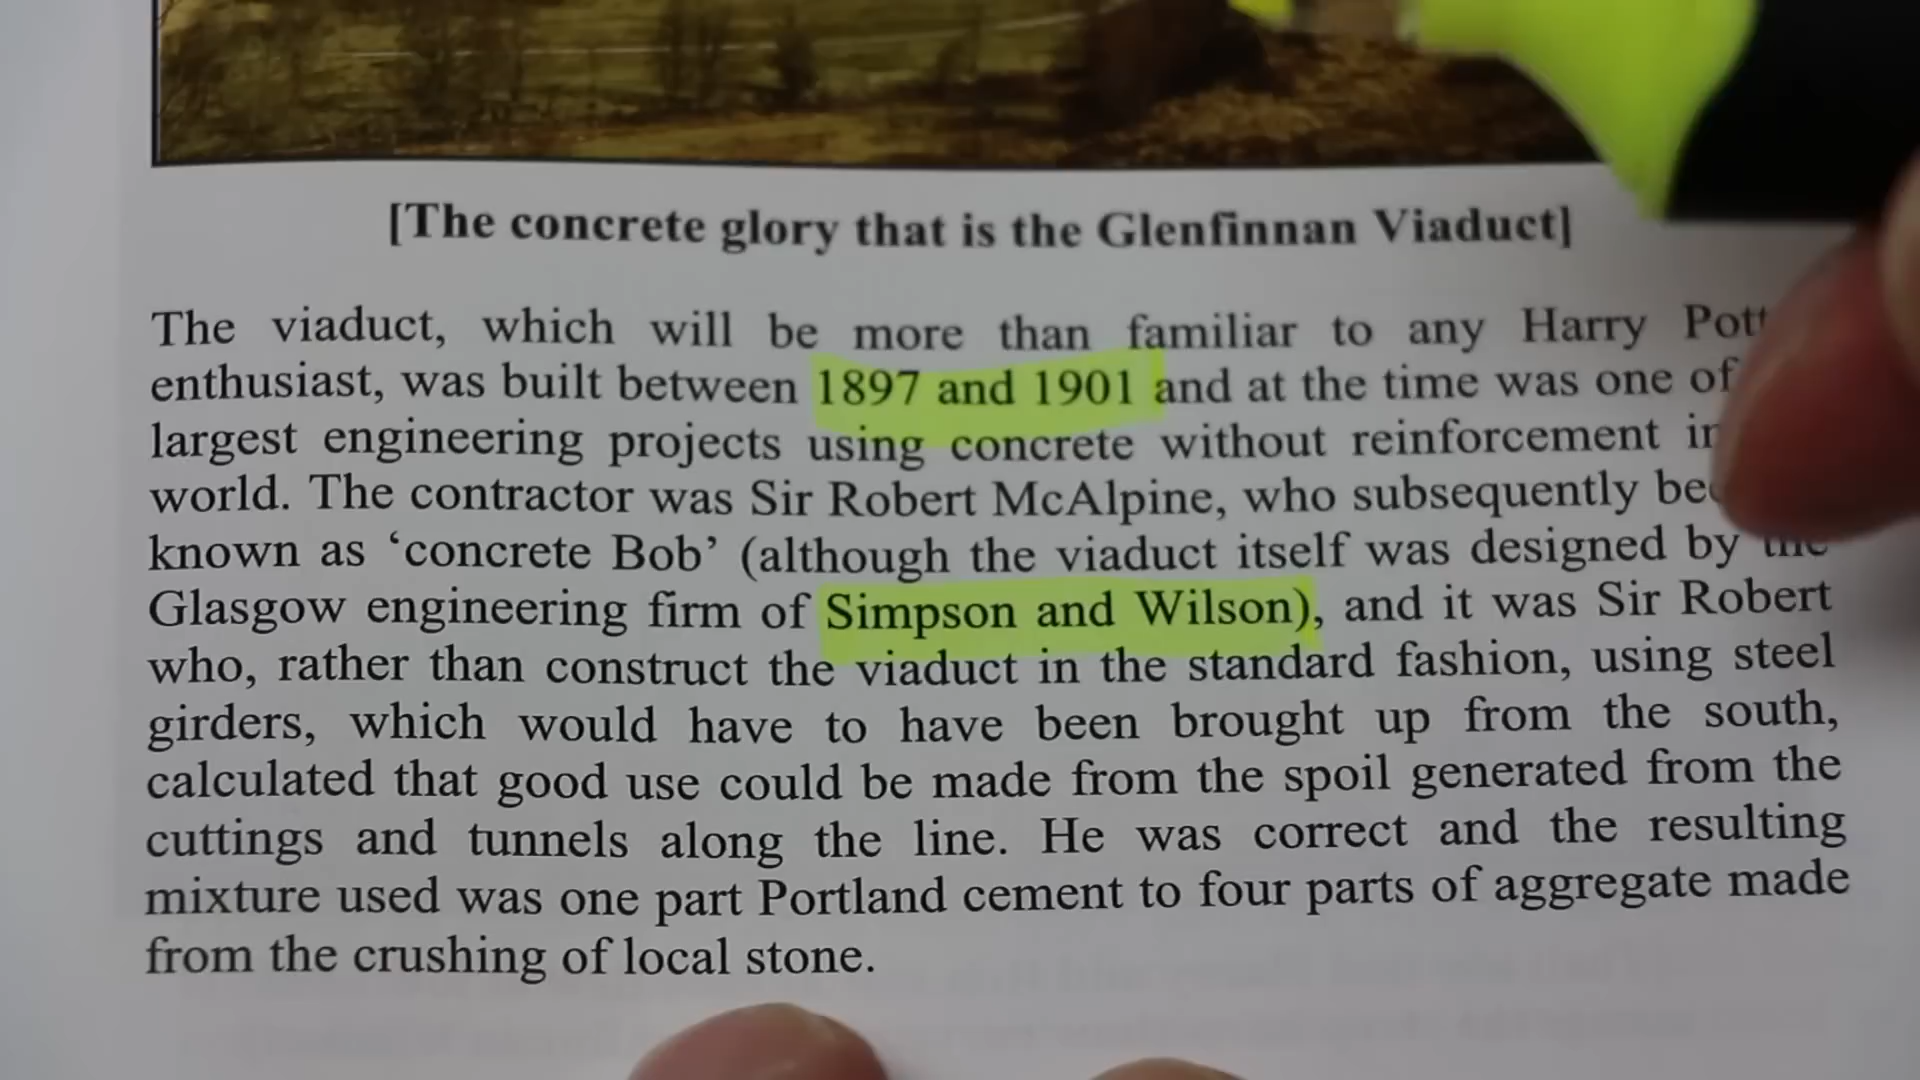 [The concrete glory that is the Glenfinnan Viaduct]
The viaduct, which will be more than familiar to any Harry
enthusiast, was built between 1897 and 1901 and at the time was one of
largest engineering projects using concrete without reinforcement
world. The contractor was Sir Robert McAlpine, who subsequently
known as ‘concrete Bob’ (although the viaduct itself was designed by the
Glasgow engineering firm of Simpson and Wilson), and it was Sir Robert
who, rather than construct the viaduct in the standard fashion, using steel
girders, which would have to have been brought up from the south,
calculated that good use could be made from the spoil generated from the
cuttings and tunnels along the line. He was correct and the resulting
mixture used was one part Portland cement to four parts of aggregate made
from the crushing of local stone.